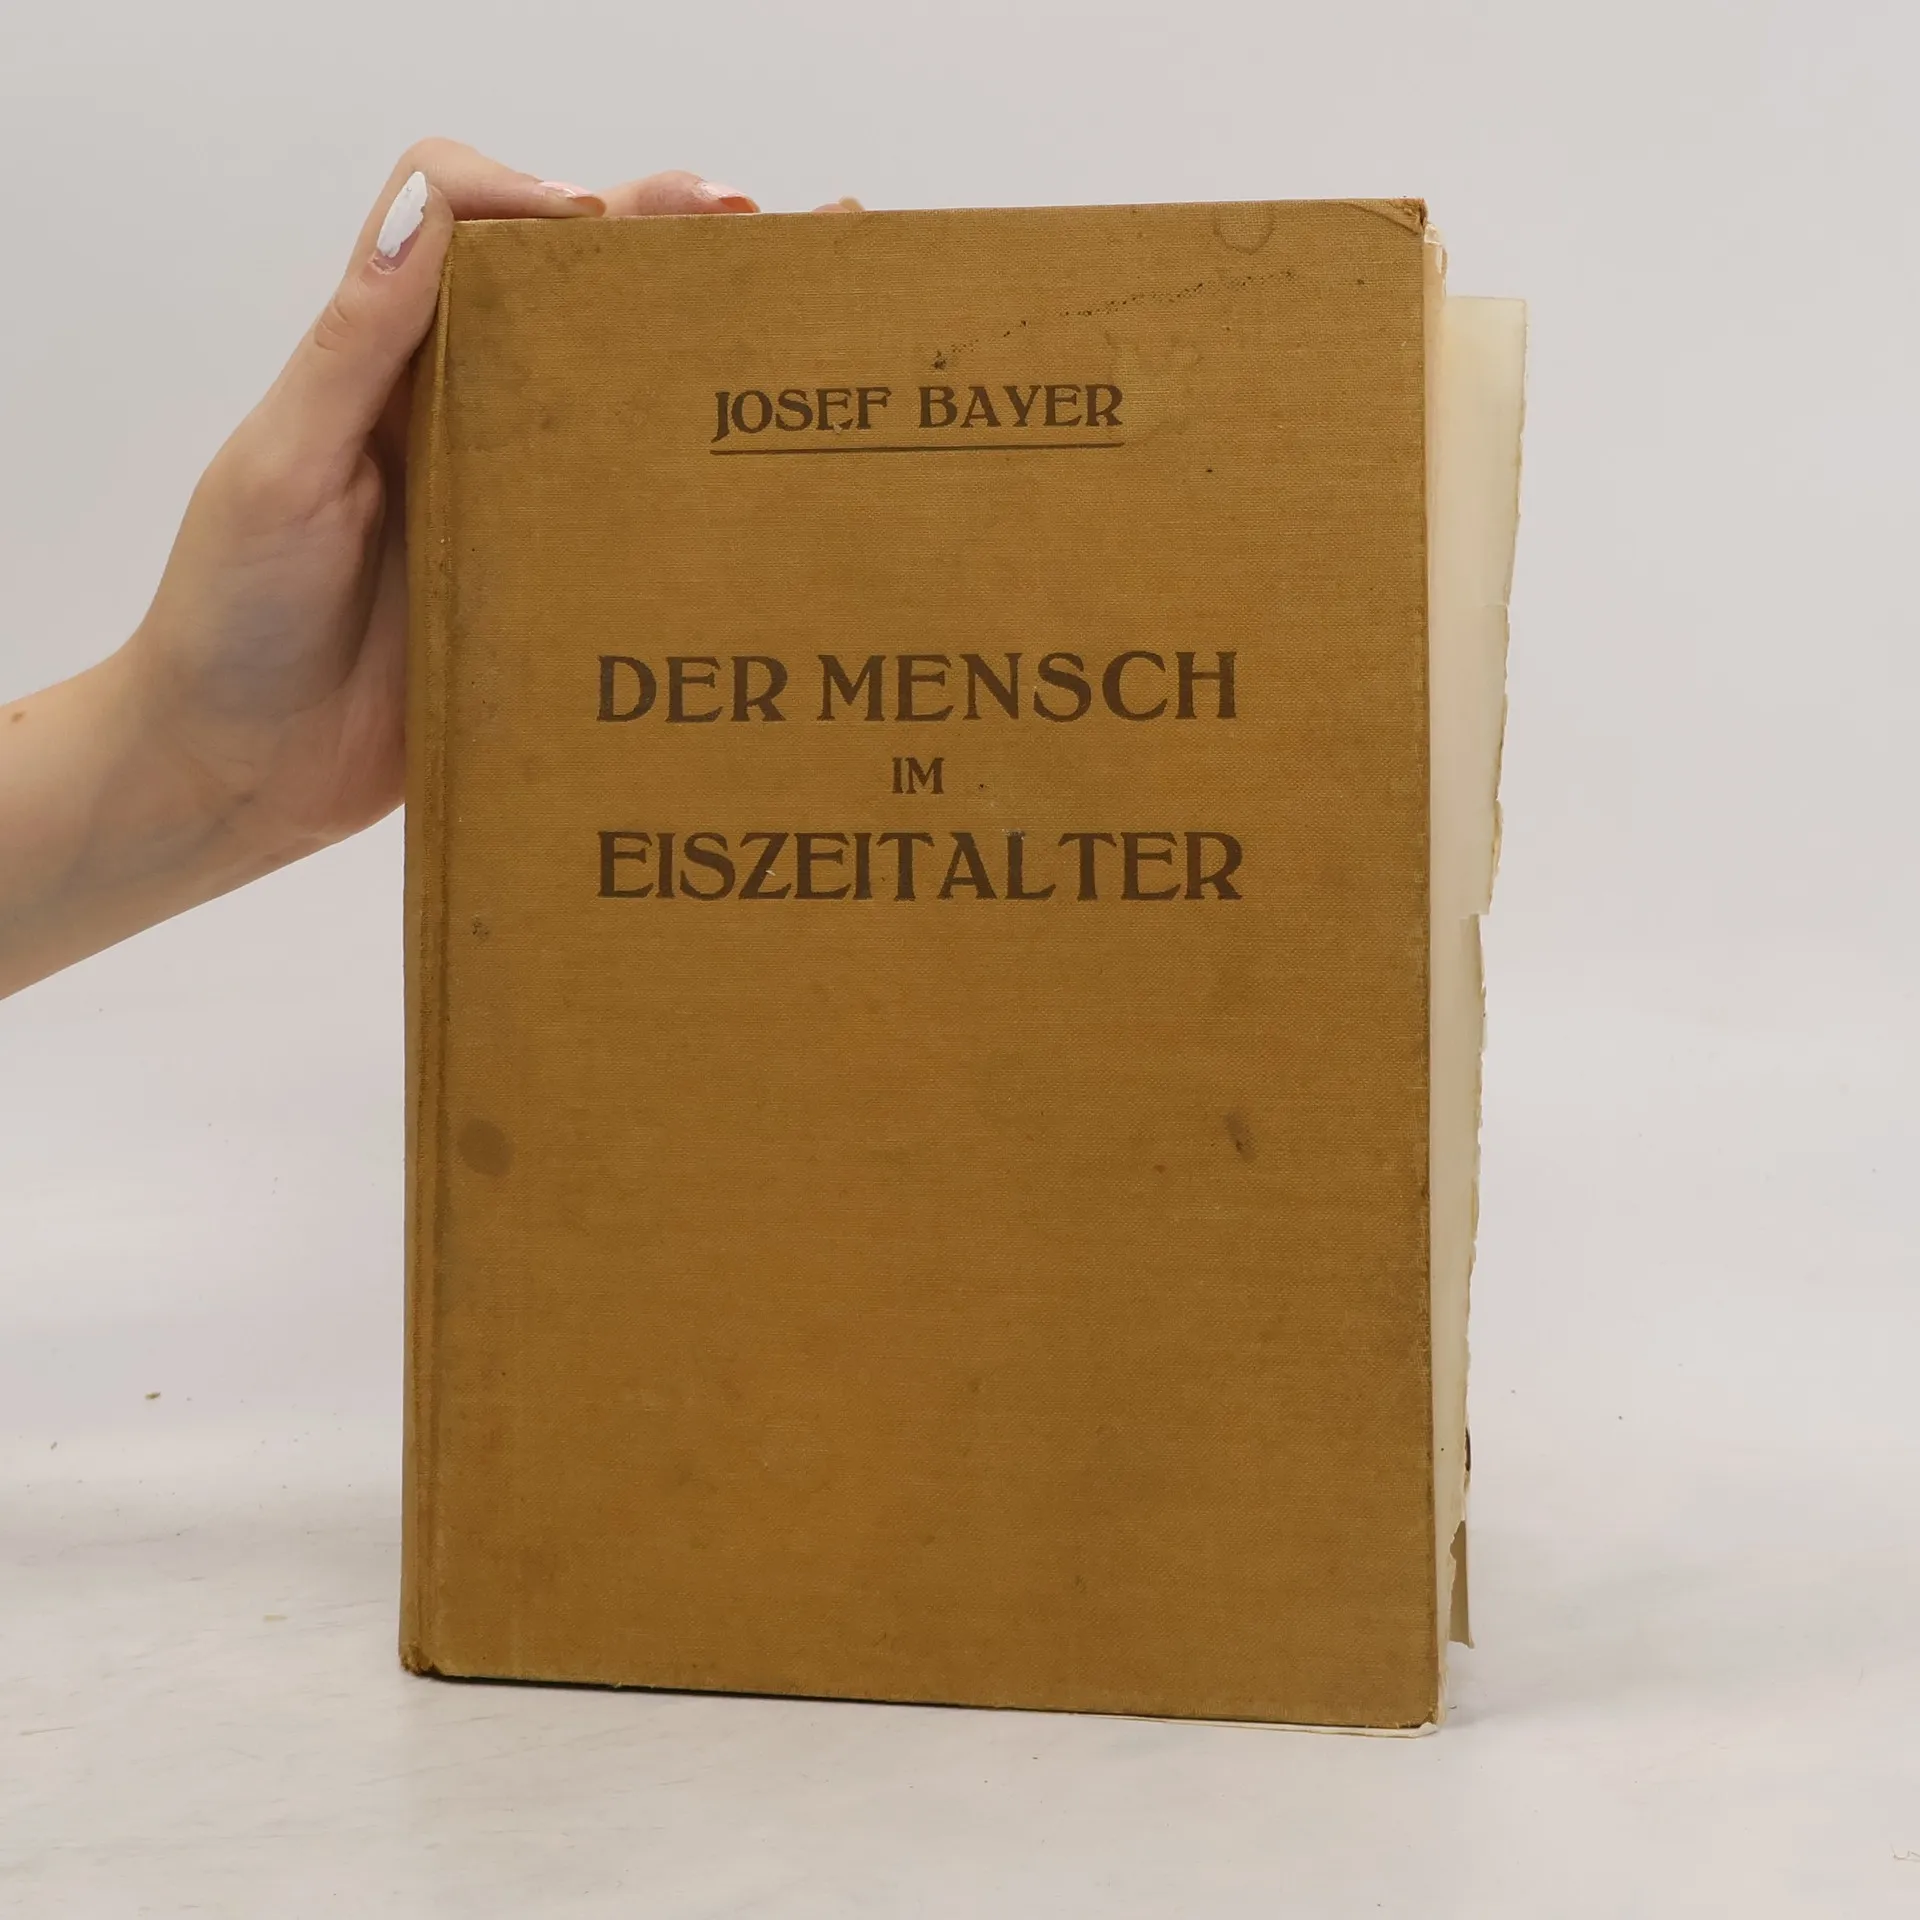 JOSEF BAYER
DER MENSCH
IM
EISZEITALTER